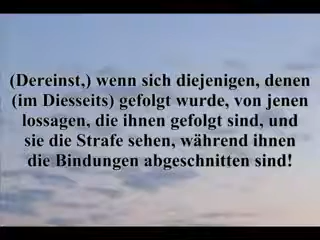 (Dereinst,) wenn sich diejenigen, denen
(im Diesseits) gefolgt wurde, von jenen
lossagen, die ihnen gefolgt sind, und
sie die Strafe sehen, während ihnen
die Bindungen abgeschnitten sind!